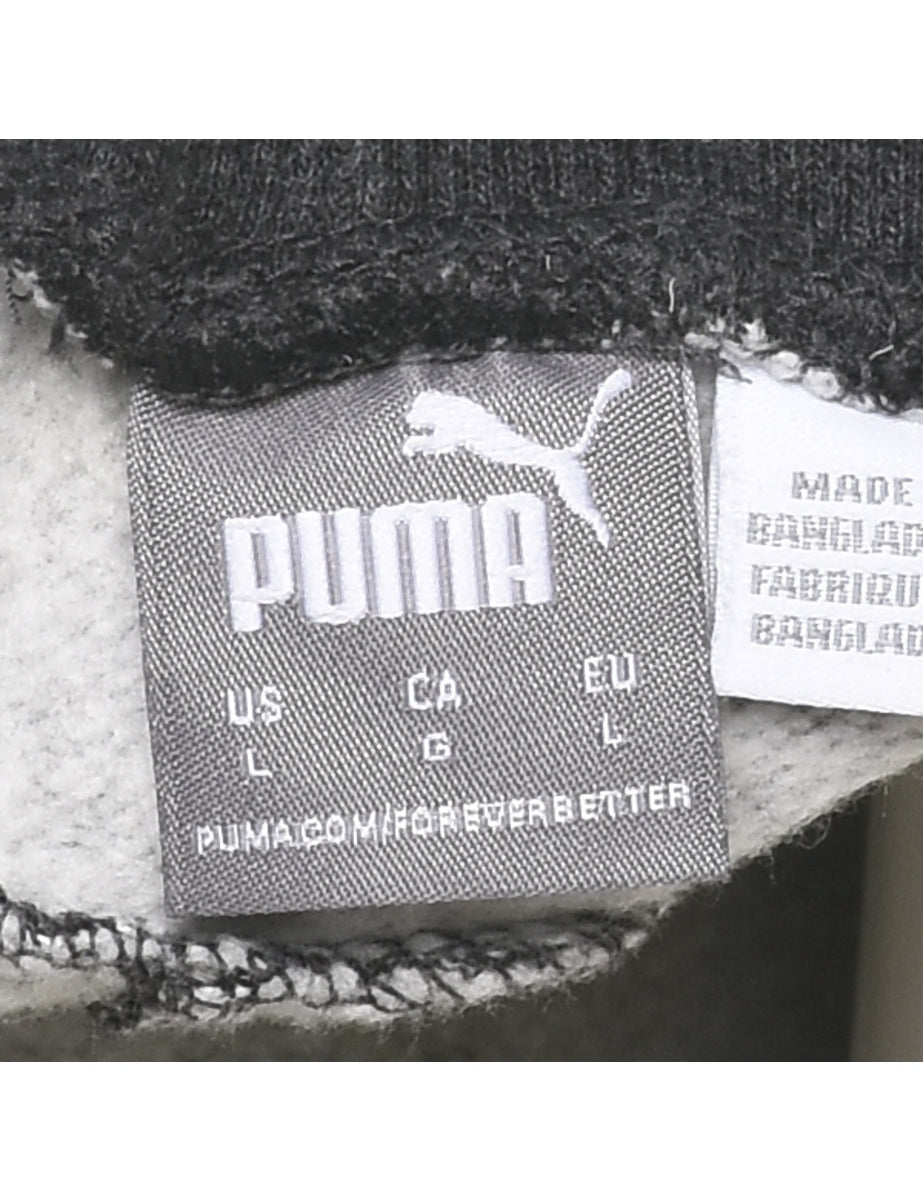 PUMA
US CA EU
L G L
PUMA.COM/FOREVERBETTER
MADE
BANGLAD
FABRIQU
BANGLAD